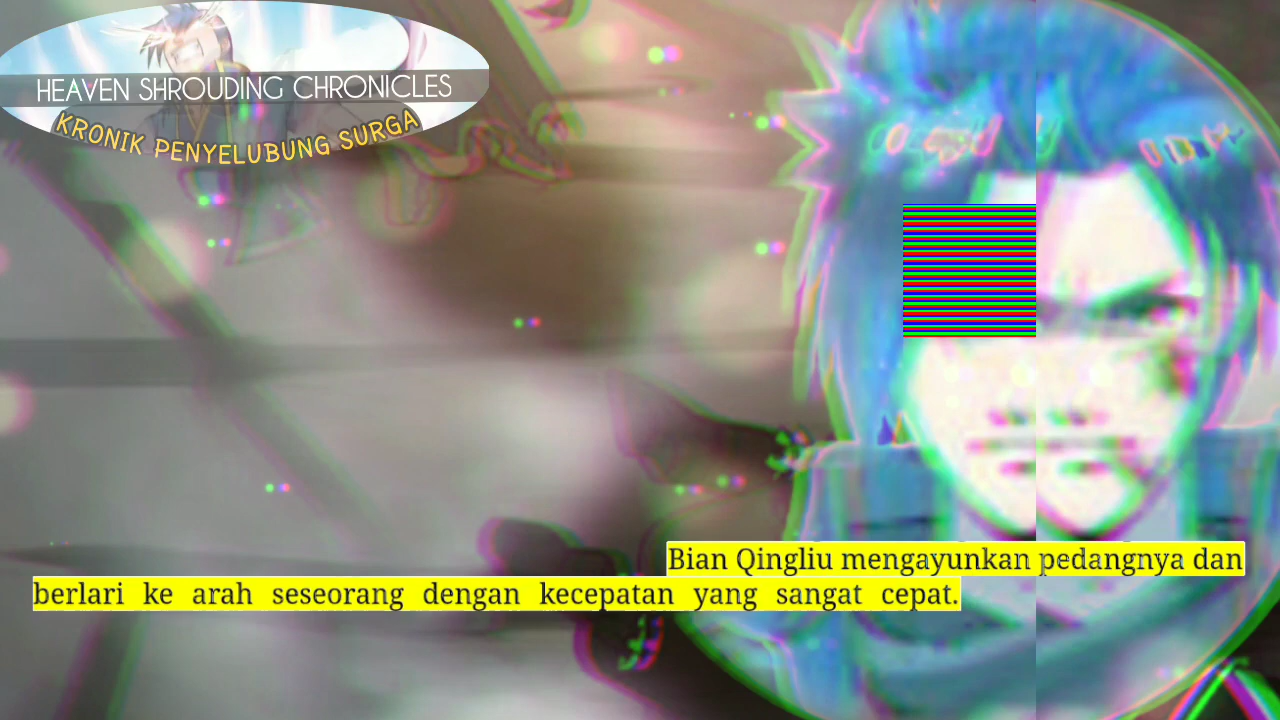 HEAVEN SHROUDING CHRONICLES
KRONIK PENYELUBUNG SURGA
Bian Qingliu mengayunkan pedangnya dan
berlari ke arah seseorang dengan kecepatan yang sangat cepat.